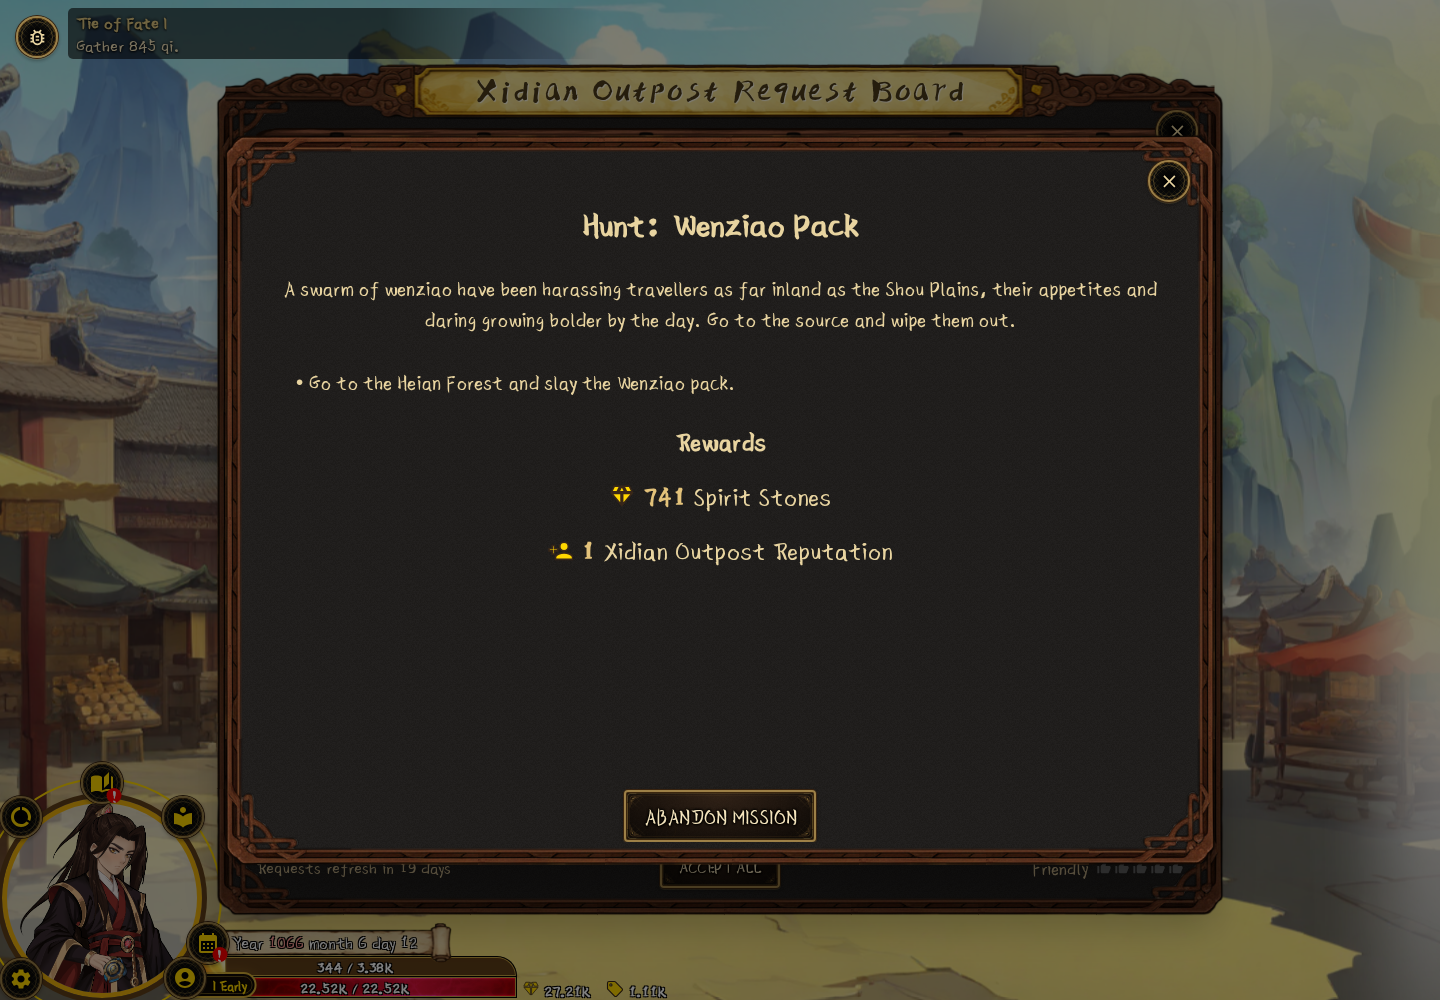 Tie of Fate 1
Gather 845 qi.
Xidian Outpost Request Board
Hunt: Wenziao Pack
A swarm of wenziao have been harassing travellers as far inland as the Shou Plains, their appetites and
daring growing bolder by the day. Go to the source and wipe them out.
• Go to the Heian Forest and slay the Wenziao pack.
Rewards
741 Spirit Stones
1 Xidian Outpost Reputation
ABANDON MISSION
Requests refresh in 19 days
ACCEPT ALL
Friendly
Year 1066 month 6 day 12
344 / 3.38K
1 Early
22.52K / 22.52K
27.21K
1.11K